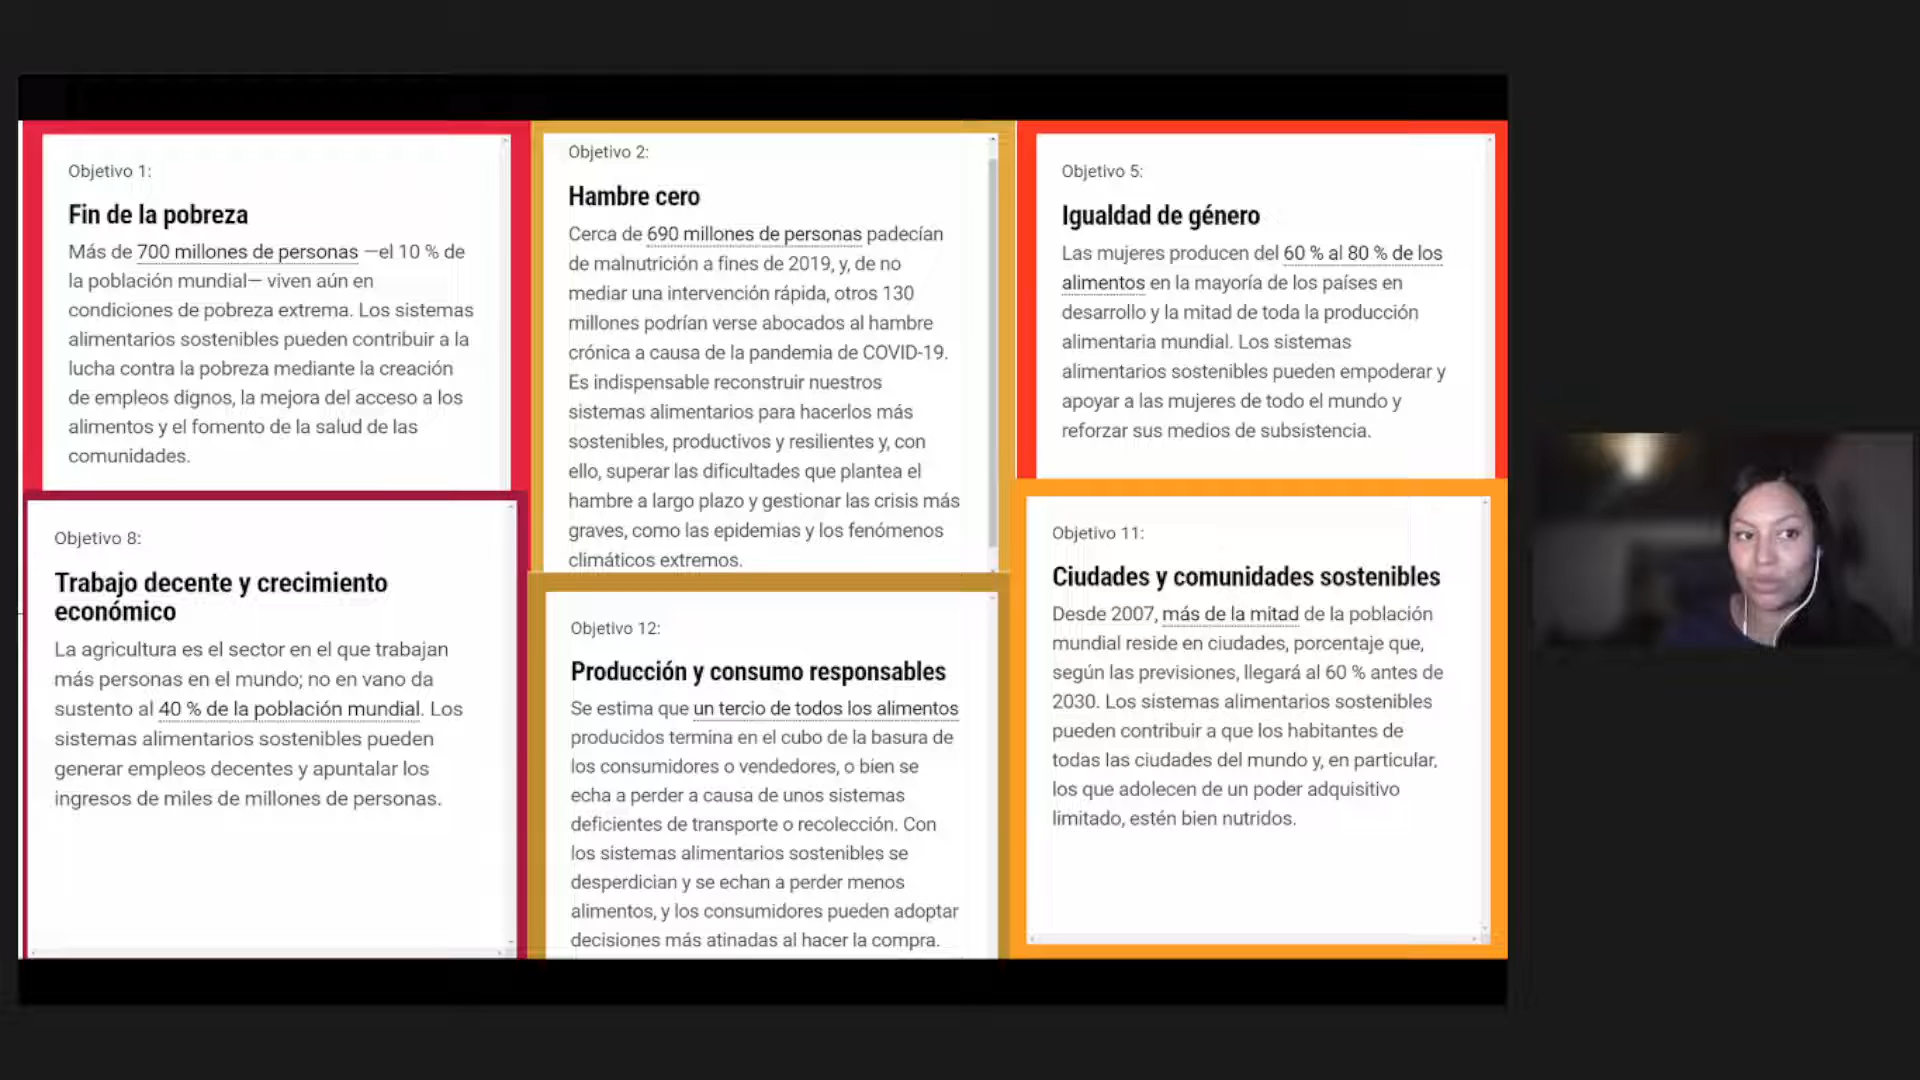 Objetivo 1:
Fin de la pobreza
Más de 700 millones de personas —el 10 % de
la población mundial— viven aún en
condiciones de pobreza extrema. Los sistemas
alimentarios sostenibles pueden contribuir a la
lucha contra la pobreza mediante la creación
de empleos dignos, la mejora del acceso a los
alimentos y el fomento de la salud de las
comunidades.
Objetivo 2:
Hambre cero
Cerca de 690 millones de personas padecían
de malnutrición a fines de 2019, y, de no
mediar una intervención rápida, otros 130
millones podrían verse abocados al hambre
crónica a causa de la pandemia de COVID-19.
Es indispensable reconstruir nuestros
sistemas alimentarios para hacerlos más
sostenibles, productivos y resilientes y, con
ello, superar las dificultades que plantea el
hambre a largo plazo y gestionar las crisis más
graves, como las epidemias y los fenómenos
climáticos extremos.
Objetivo 5:
Igualdad de género
Las mujeres producen del 60 % al 80 % de los
alimentos en la mayoría de los países en
desarrollo y la mitad de toda la producción
alimentaria mundial. Los sistemas
alimentarios sostenibles pueden empoderar y
apoyar a las mujeres de todo el mundo y
reforzar sus medios de subsistencia.
Objetivo 8:
Trabajo decente y crecimiento
económico
La agricultura es el sector en el que trabajan
más personas en el mundo; no en vano da
sustento al 40 % de la población mundial. Los
sistemas alimentarios sostenibles pueden
generar empleos decentes y apuntalar los
ingresos de miles de millones de personas.
Objetivo 12:
Producción y consumo responsables
Se estima que un tercio de todos los alimentos
producidos termina en el cubo de la basura de
los consumidores o vendedores, o bien se
echa a perder a causa de unos sistemas
deficientes de transporte o recolección. Con
los sistemas alimentarios sostenibles se
desperdician y se echan a perder menos
alimentos, y los consumidores pueden adoptar
decisiones más atinadas al hacer la compra.
Objetivo 11:
Ciudades y comunidades sostenibles
Desde 2007, más de la mitad de la población
mundial reside en ciudades, porcentaje que,
según las previsiones, llegará al 60 % antes de
2030. Los sistemas alimentarios sostenibles
pueden contribuir a que los habitantes de
todas las ciudades del mundo y, en particular,
los que adolecen de un poder adquisitivo
limitado, estén bien nutridos.